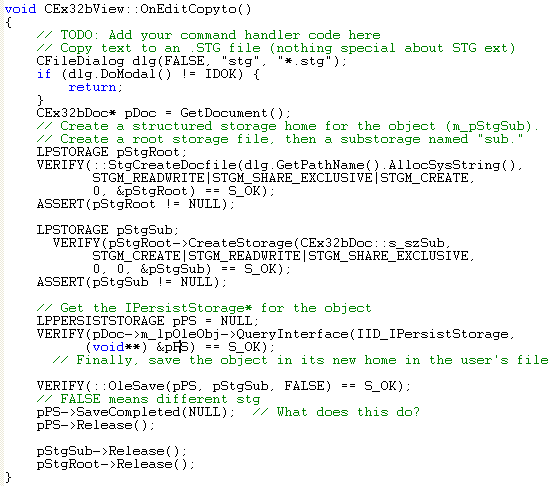 void CEx32bView::OnEditCopyto()
{
    // TODO: Add your command handler code here
    // Copy text to an .STG file (nothing special about STG ext)
    CFileDialog dlg(FALSE, "stg", "*.stg");
    if (dlg.DoModal() != IDOK) {
        return;
    }
    CEx32bDoc* pDoc = GetDocument();
    // Create a structured storage home for the object (m_pStgSub).
    // Create a root storage file, then a substorage named "sub."
    LPSTORAGE pStgRoot;
    VERIFY(::StgCreateDocfile(dlg.GetPathName().AllocSysString(),
           STGM_READWRITE|STGM_SHARE_EXCLUSIVE|STGM_CREATE,
           0, &pStgRoot) == S_OK);
    ASSERT(pStgRoot != NULL);

    LPSTORAGE pStgSub;
      VERIFY(pStgRoot->CreateStorage(CEx32bDoc::s_szSub,
           STGM_CREATE|STGM_READWRITE|STGM_SHARE_EXCLUSIVE,
           0, 0, &pStgSub) == S_OK);
    ASSERT(pStgSub != NULL);

    // Get the IPersistStorage* for the object
    LPPERSISTSTORAGE pPS = NULL;
    VERIFY(pDoc->m_lpOleObj->QueryInterface(IID_IPersistStorage,
          (void**) &pPS) == S_OK);
      // Finally, save the object in its new home in the user's file

    VERIFY(::OleSave(pPS, pStgSub, FALSE) == S_OK);
    // FALSE means different stg
    pPS->SaveCompleted(NULL);  // What does this do?
    pPS->Release();

    pStgSub->Release();
    pStgRoot->Release();
}